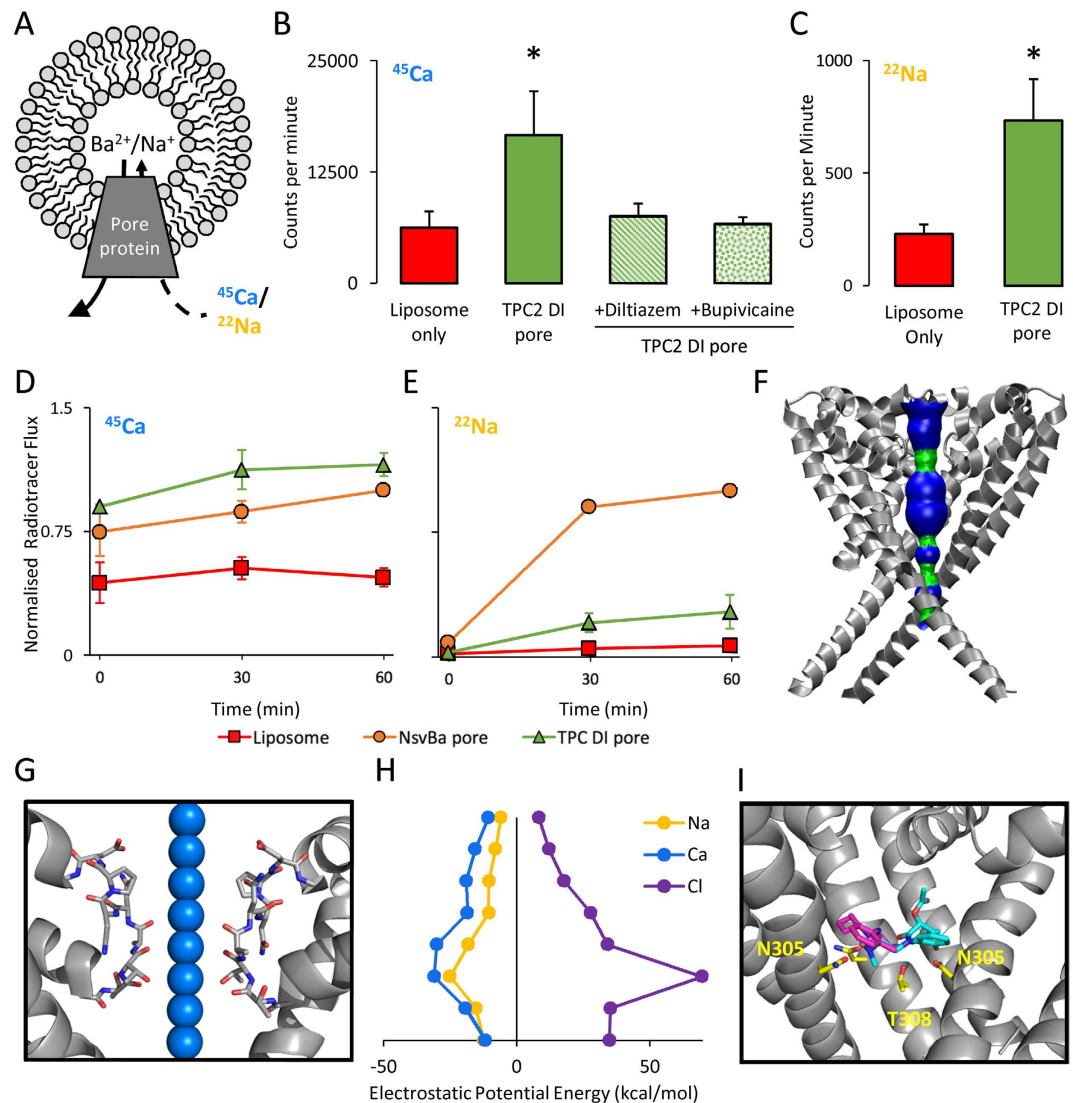 A
Ba2+/Na+
Pore
protein
45Ca/
22Na
B
45Ca
*
25000
12500
0
Counts per minute
Liposome
only
TPC2 DI
pore
+Diltiazem
+Bupivicaine
TPC2 DI pore
C
22Na
*
1000
500
0
Counts per Minute
Liposome
Only
TPC2 DI
pore
D
45Ca
1.5
0.75
0
Normalised Radiotracer Flux
0
30
60
Time (min)
E
22Na
0
30
60
Time (min)
Liposome
NsvBa pore
TPC DI pore
F
G
H
Na
Ca
Cl
-50
0
50
Electrostatic Potential Energy (kcal/mol)
I
N305
N305
T308